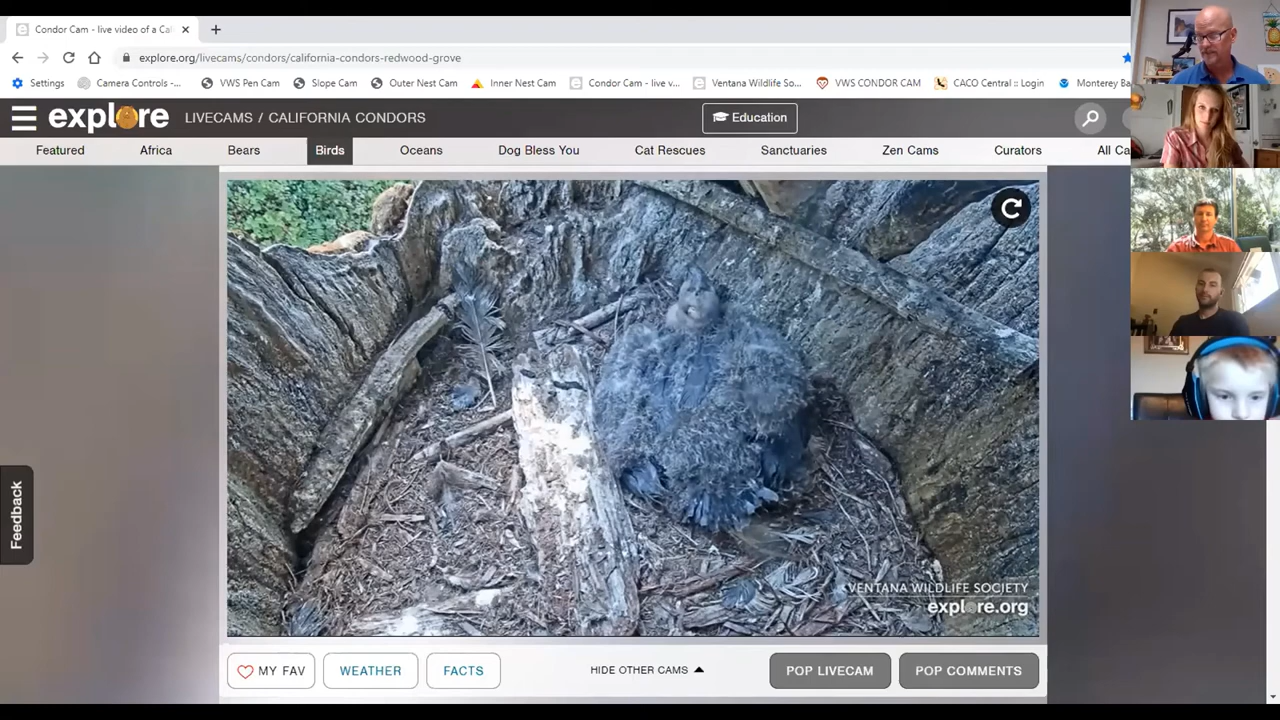 Condor Cam - live video of a Cal
explore.org/livecams/condors/california-condors-redwood-grove
Settings Camera Controls -... VWS Pen Cam Slope Cam Outer Nest Cam Inner Nest Cam Condor Cam - live v... Ventana Wildlife So... VWS CONDOR CAM CACO Central :: Login Monterey Ba
explore LIVECAMS / CALIFORNIA CONDORS Education
Featured Africa Bears Birds Oceans Dog Bless You Cat Rescues Sanctuaries Zen Cams Curators All Ca
Feedback
VENTANA WILDLIFE SOCIETY
explore.org
MY FAV WEATHER FACTS HIDE OTHER CAMS POP LIVECAM POP COMMENTS